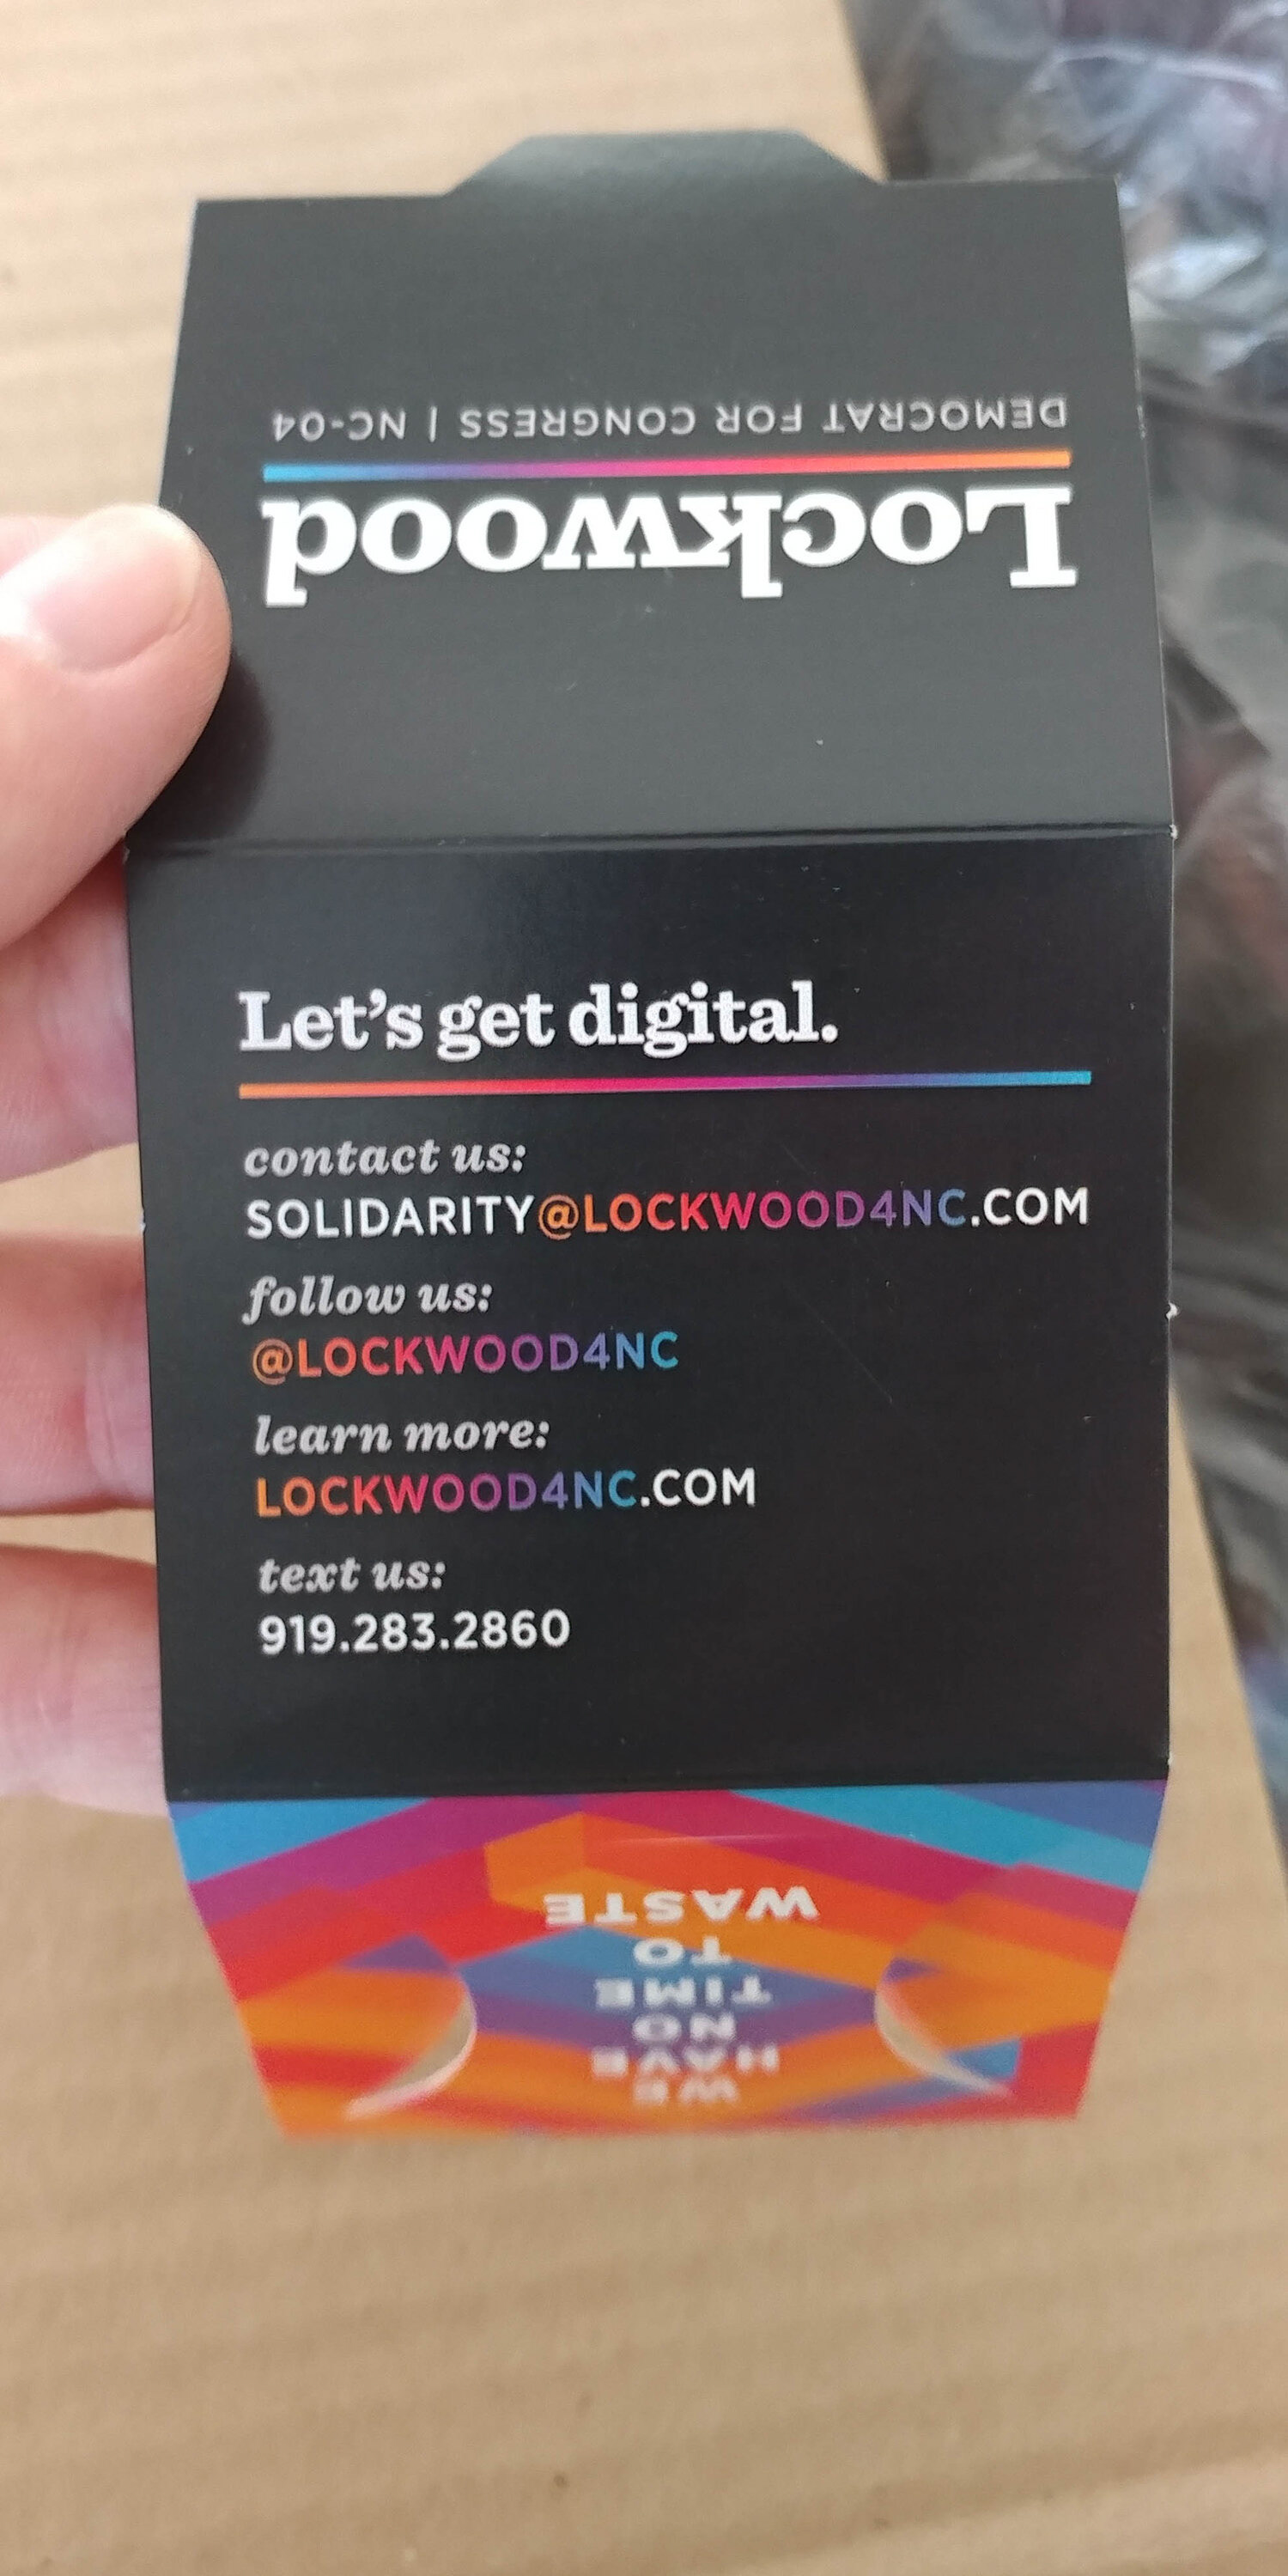 Lockwood
DEMOCRAT FOR CONGRESS | NC-04
Let's get digital.
contact us:
SOLIDARITY@LOCKWOOD4NC.COM
follow us:
@LOCKWOOD4NC
learn more:
LOCKWOOD4NC.COM
text us:
919.283.2860
WE
HAVE
NO
TIME
TO
WASTE